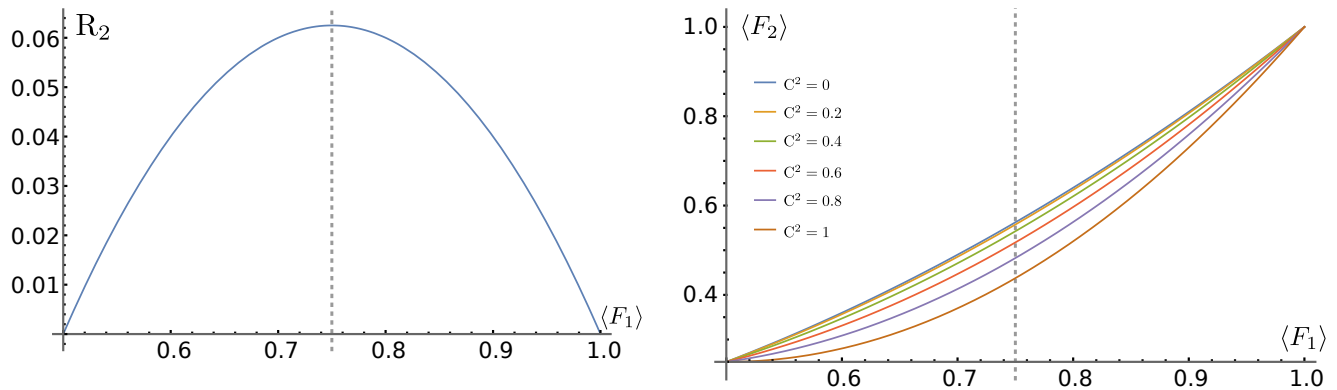 R₂
0.06
0.05
0.04
0.03
0.02
0.01
0.6 0.7 0.8 0.9 1.0
⟨F₁⟩
⟨F₂⟩
1.0
0.8
0.6
0.4
C² = 0
C² = 0.2
C² = 0.4
C² = 0.6
C² = 0.8
C² = 1
0.6 0.7 0.8 0.9 1.0
⟨F₁⟩